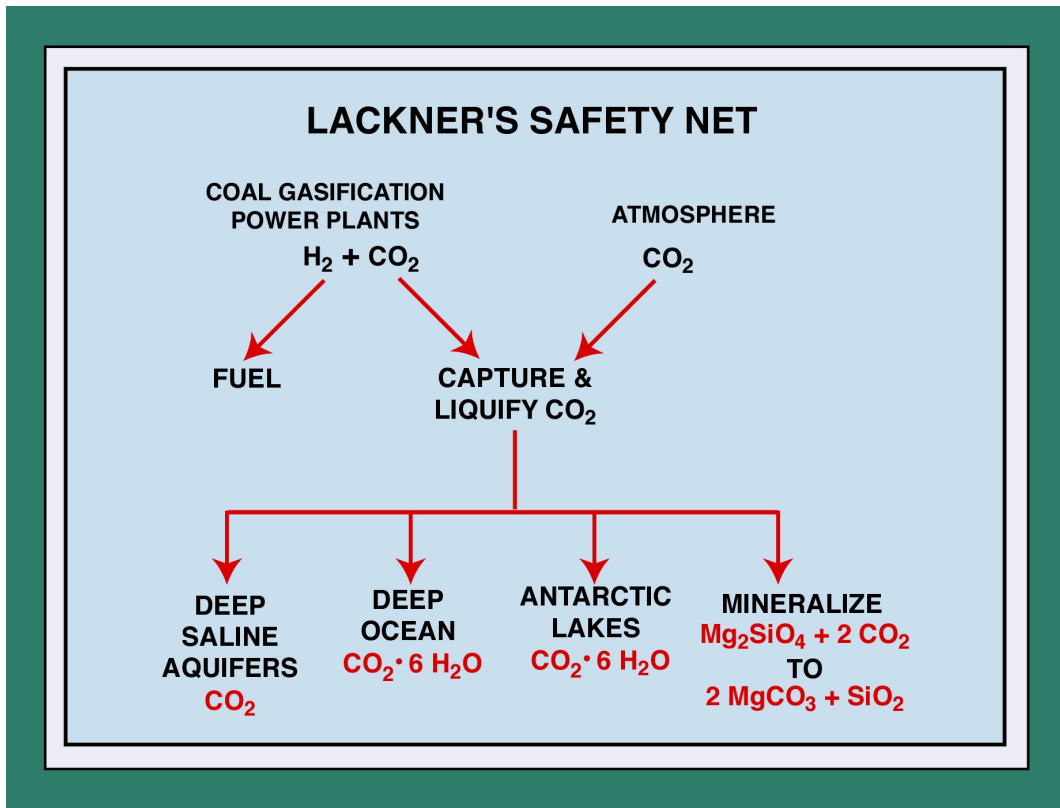 LACKNER'S SAFETY NET
COAL GASIFICATION
POWER PLANTS
H₂ + CO₂
ATMOSPHERE
CO₂
FUEL
CAPTURE &
LIQUIFY CO₂
DEEP
SALINE
AQUIFERS
CO₂
DEEP
OCEAN
CO₂• 6 H₂O
ANTARCTIC
LAKES
CO₂• 6 H₂O
MINERALIZE
Mg₂SiO₄ + 2 CO₂
TO
2 MgCO₃ + SiO₂